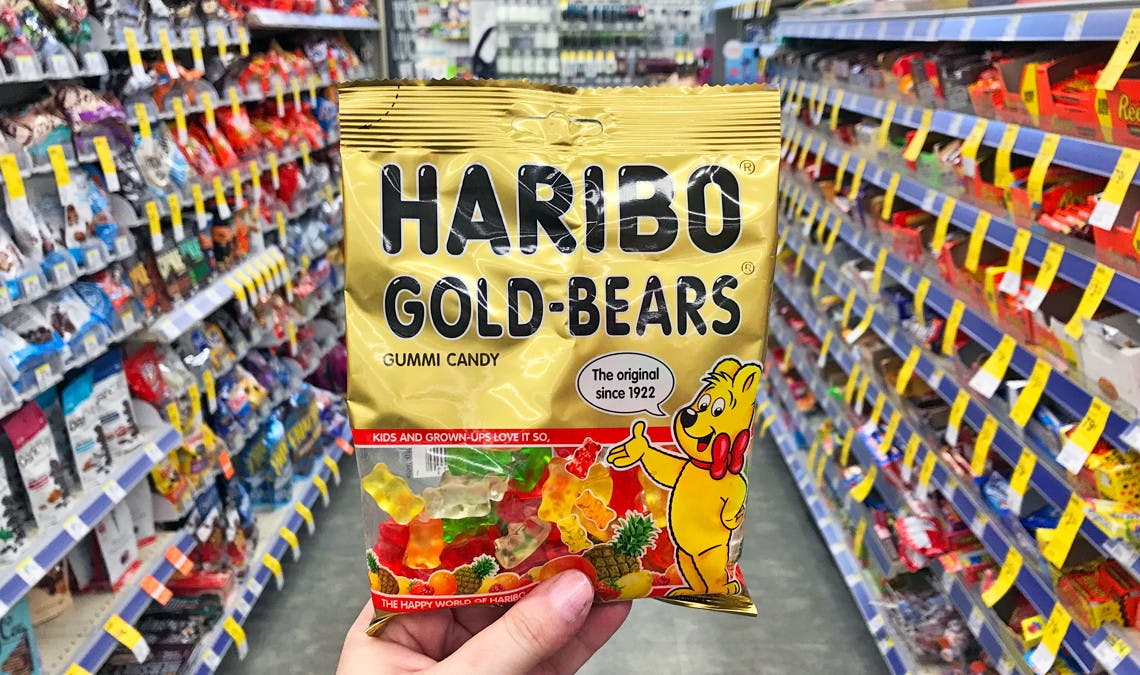 HARIBO®
GOLD-BEARS®
GUMMI CANDY
The original
since 1922
KIDS AND GROWN-UPS LOVE IT SO,
THE HAPPY WORLD OF HARIBO
Ree